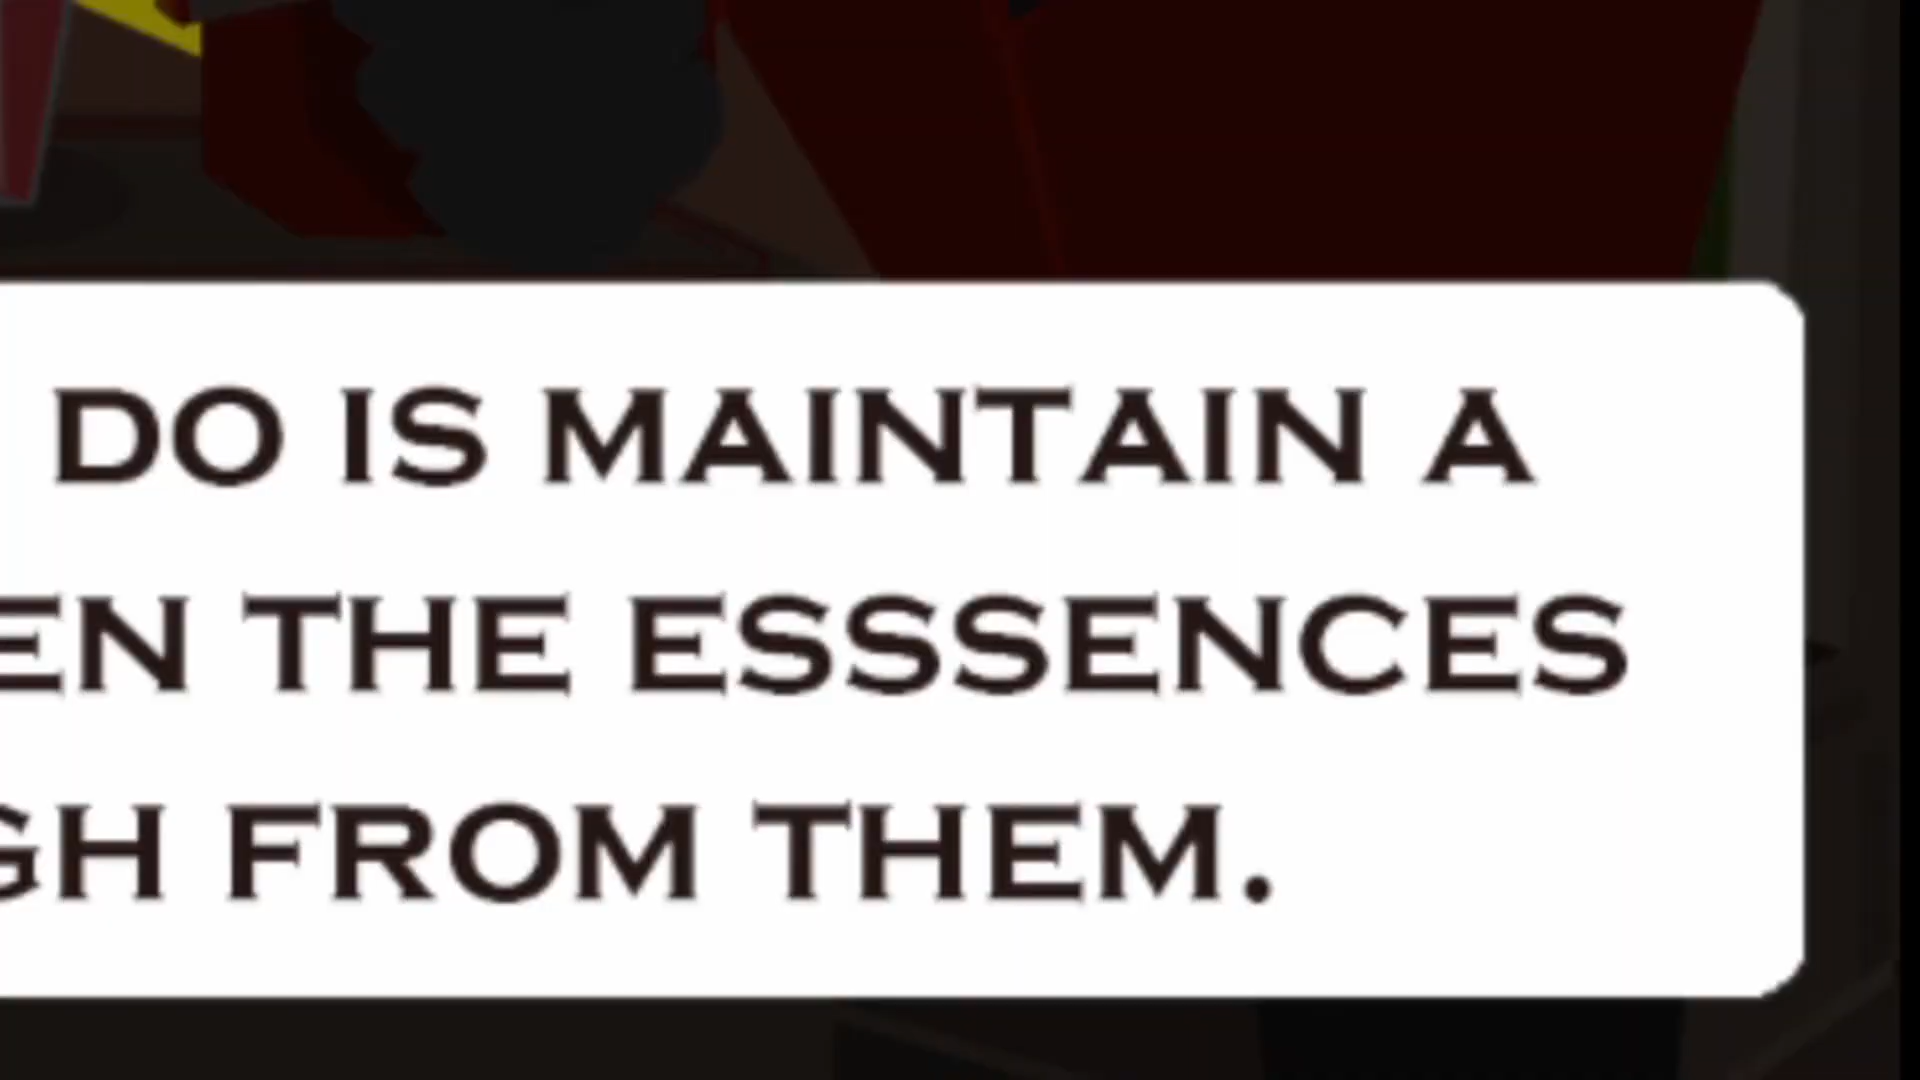 DO IS MAINTAIN A
EN THE ESSSENCES
GH FROM THEM.